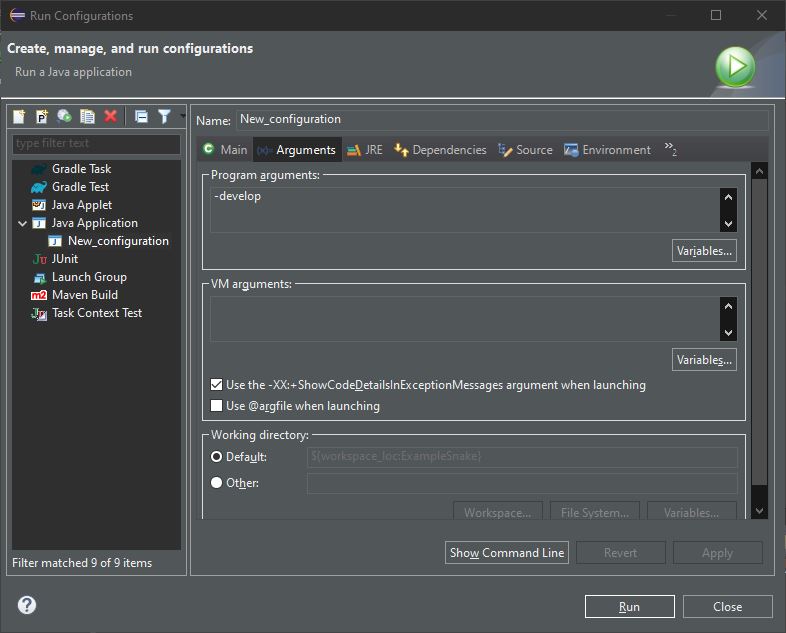 Run Configurations
Create, manage, and run configurations
Run a Java application
type filter text
Gradle Task
Gradle Test
Java Applet
Java Application
New_configuration
JUnit
Launch Group
m2 Maven Build
Task Context Test
Filter matched 9 of 9 items
Name: New_configuration
Main Arguments JRE Dependencies Source Environment »2
Program arguments:
-develop
Variables...
VM arguments:
Variables...
Use the -XX:+ShowCodeDetailsInExceptionMessages argument when launching
Use @argfile when launching
Working directory:
Default: ${workspace_loc:ExampleSnake}
Other:
Workspace... File System... Variables...
Show Command Line Revert Apply
? Run Close